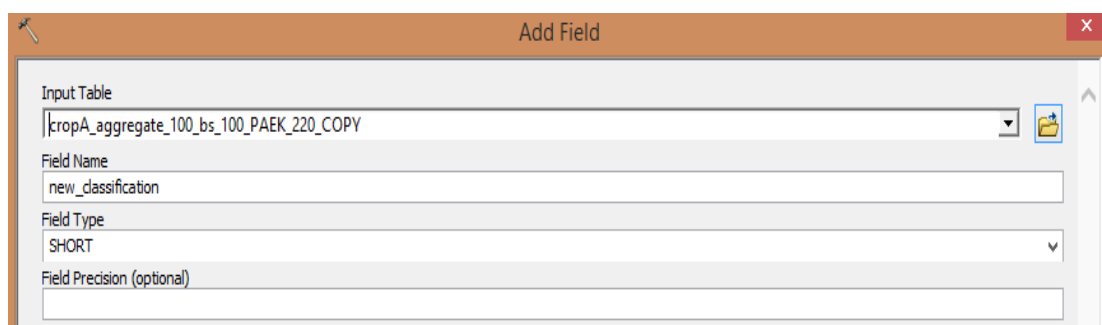 Add Field
x
Input Table
cropA_aggregate_100_bs_100_PAEK_220_COPY
Field Name
new_classification
Field Type
SHORT
Field Precision (optional)